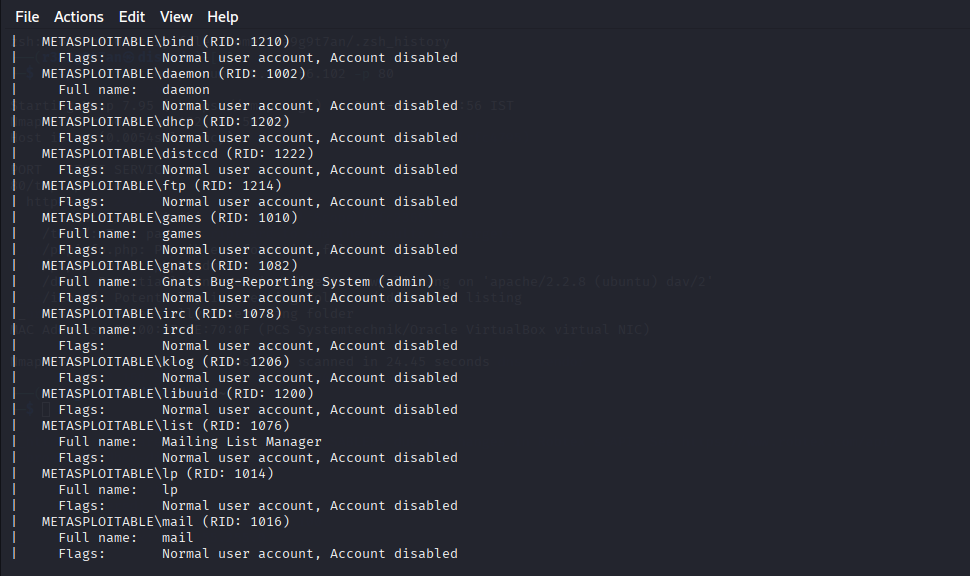 File Actions Edit View Help
| METASPLOITABLE\bind (RID: 1210)
| Flags: Normal user account, Account disabled
| METASPLOITABLE\daemon (RID: 1002)
| Full name: daemon
| Flags: Normal user account, Account disabled
| METASPLOITABLE\dhcp (RID: 1202)
| Flags: Normal user account, Account disabled
| METASPLOITABLE\distccd (RID: 1222)
| Flags: Normal user account, Account disabled
| METASPLOITABLE\ftp (RID: 1214)
| Flags: Normal user account, Account disabled
| METASPLOITABLE\games (RID: 1010)
| Full name: games
| Flags: Normal user account, Account disabled
| METASPLOITABLE\gnats (RID: 1082)
| Full name: Gnats Bug-Reporting System (admin)
| Flags: Normal user account, Account disabled
| METASPLOITABLE\irc (RID: 1078)
| Full name: ircd
| Flags: Normal user account, Account disabled
| METASPLOITABLE\klog (RID: 1206)
| Flags: Normal user account, Account disabled
| METASPLOITABLE\libuuid (RID: 1200)
| Flags: Normal user account, Account disabled
| METASPLOITABLE\list (RID: 1076)
| Full name: Mailing List Manager
| Flags: Normal user account, Account disabled
| METASPLOITABLE\lp (RID: 1014)
| Full name: lp
| Flags: Normal user account, Account disabled
| METASPLOITABLE\mail (RID: 1016)
| Full name: mail
| Flags: Normal user account, Account disabled